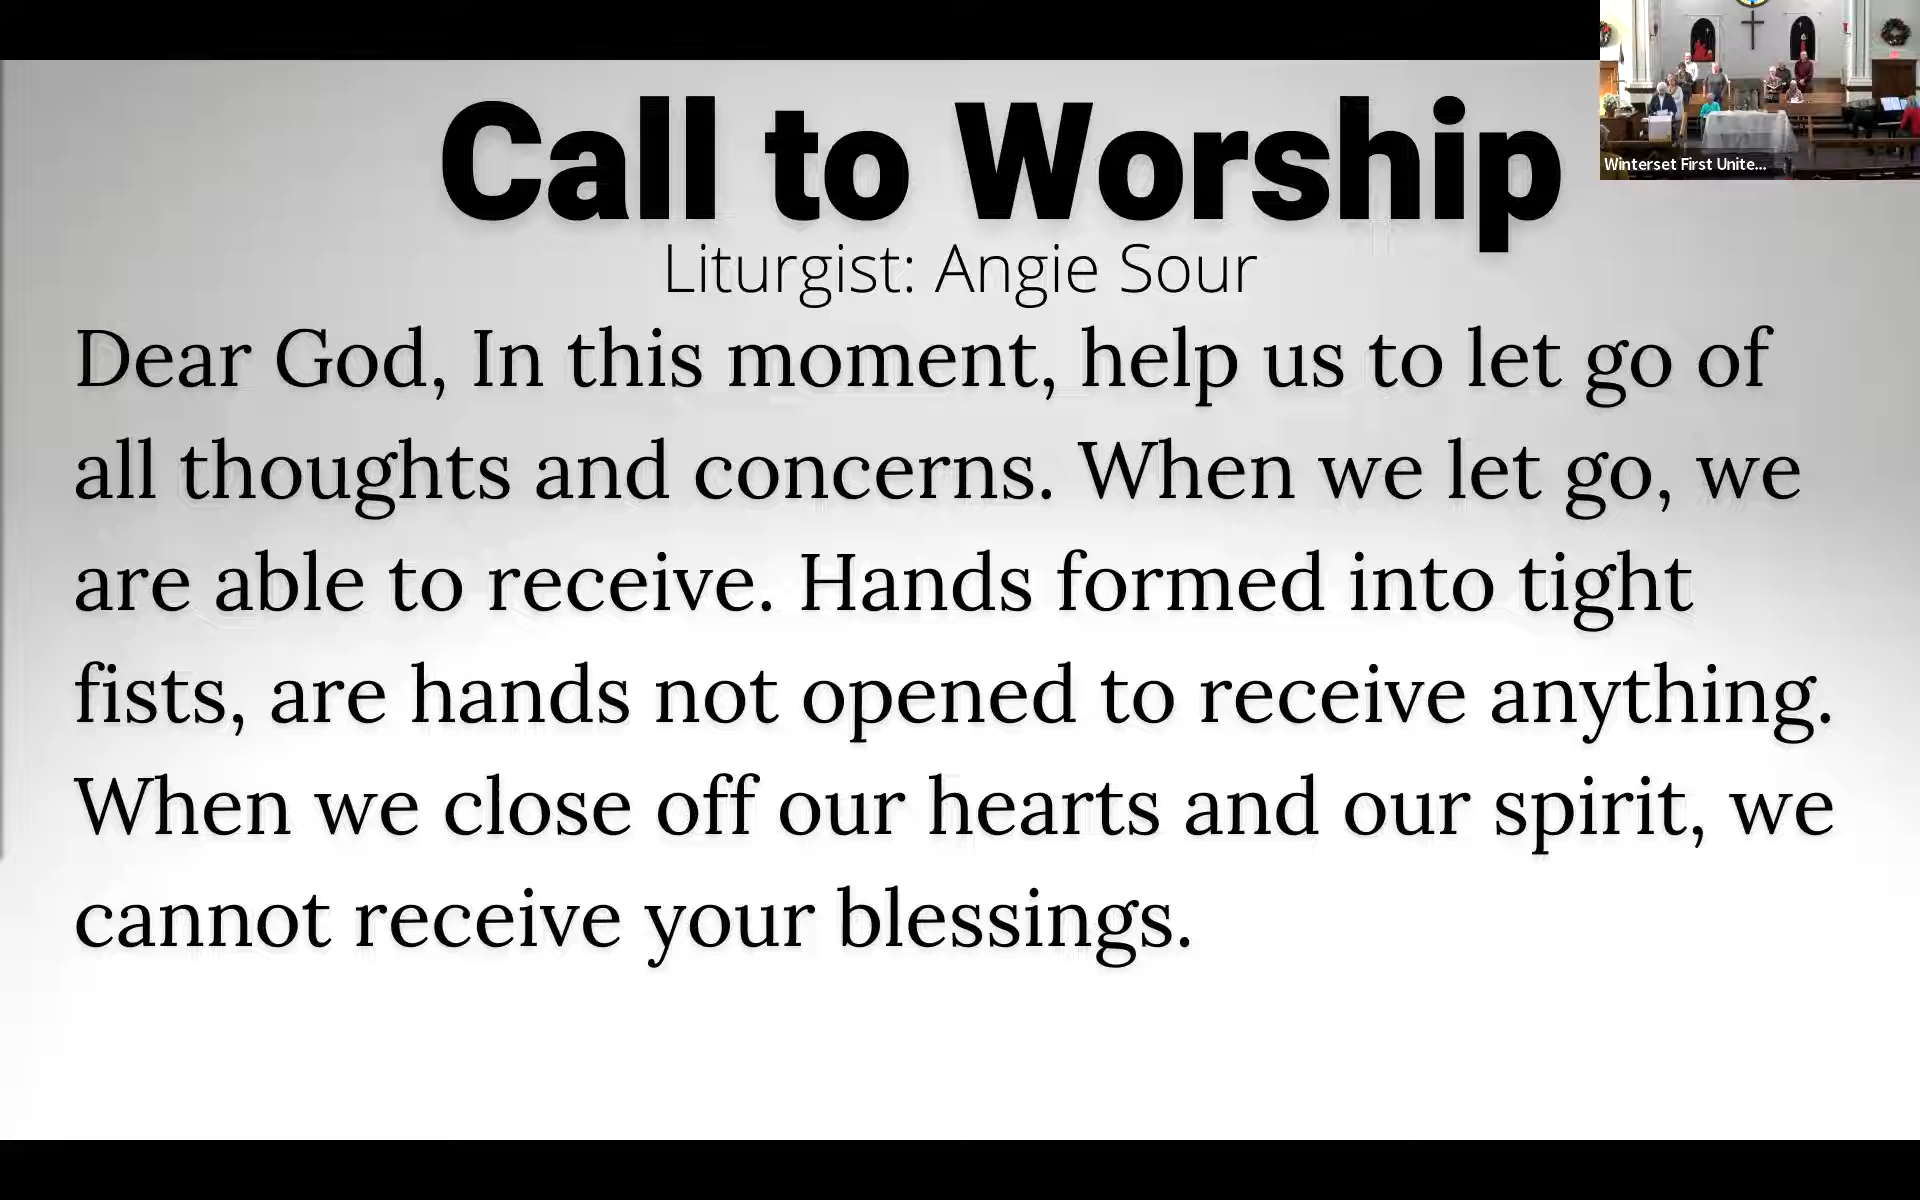 Call to Worship
Liturgist: Angie Sour
Dear God, In this moment, help us to let go of
all thoughts and concerns. When we let go, we
are able to receive. Hands formed into tight
fists, are hands not opened to receive anything.
When we close off our hearts and our spirit, we
cannot receive your blessings.
Winterset First Unite...